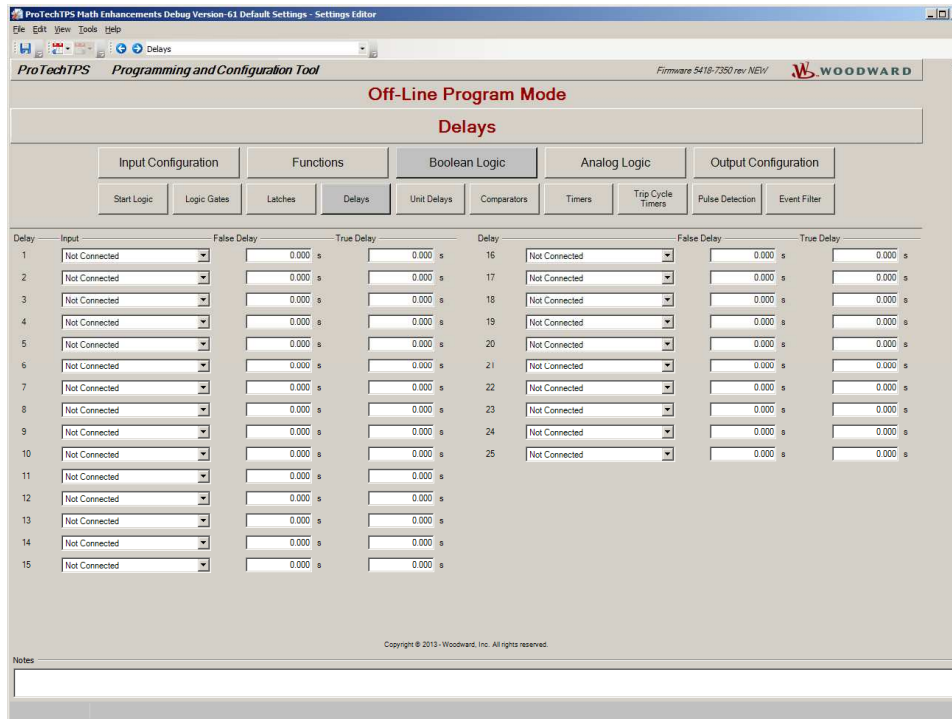 ProTechTPS Math Enhancements Debug Version-61 Default Settings - Settings Editor
File Edit View Tools Help
Delays
ProTechTPS Programming and Configuration Tool Firmware 5418-7350 rev NEW WOODWARD
Off-Line Program Mode
Delays
Input Configuration Functions Boolean Logic Analog Logic Output Configuration
Start Logic Logic Gates Latches Delays Unit Delays Comparators Timers Trip Cycle Timers Pulse Detection Event Filter
Delay Input False Delay True Delay Delay False Delay True Delay
1 Not Connected 0.000 s 0.000 s 16 Not Connected 0.000 s 0.000 s
2 Not Connected 0.000 s 0.000 s 17 Not Connected 0.000 s 0.000 s
3 Not Connected 0.000 s 0.000 s 18 Not Connected 0.000 s 0.000 s
4 Not Connected 0.000 s 0.000 s 19 Not Connected 0.000 s 0.000 s
5 Not Connected 0.000 s 0.000 s 20 Not Connected 0.000 s 0.000 s
6 Not Connected 0.000 s 0.000 s 21 Not Connected 0.000 s 0.000 s
7 Not Connected 0.000 s 0.000 s 22 Not Connected 0.000 s 0.000 s
8 Not Connected 0.000 s 0.000 s 23 Not Connected 0.000 s 0.000 s
9 Not Connected 0.000 s 0.000 s 24 Not Connected 0.000 s 0.000 s
10 Not Connected 0.000 s 0.000 s 25 Not Connected 0.000 s 0.000 s
11 Not Connected 0.000 s 0.000 s
12 Not Connected 0.000 s 0.000 s
13 Not Connected 0.000 s 0.000 s
14 Not Connected 0.000 s 0.000 s
15 Not Connected 0.000 s 0.000 s
Copyright © 2013 - Woodward, Inc. All rights reserved.
Notes